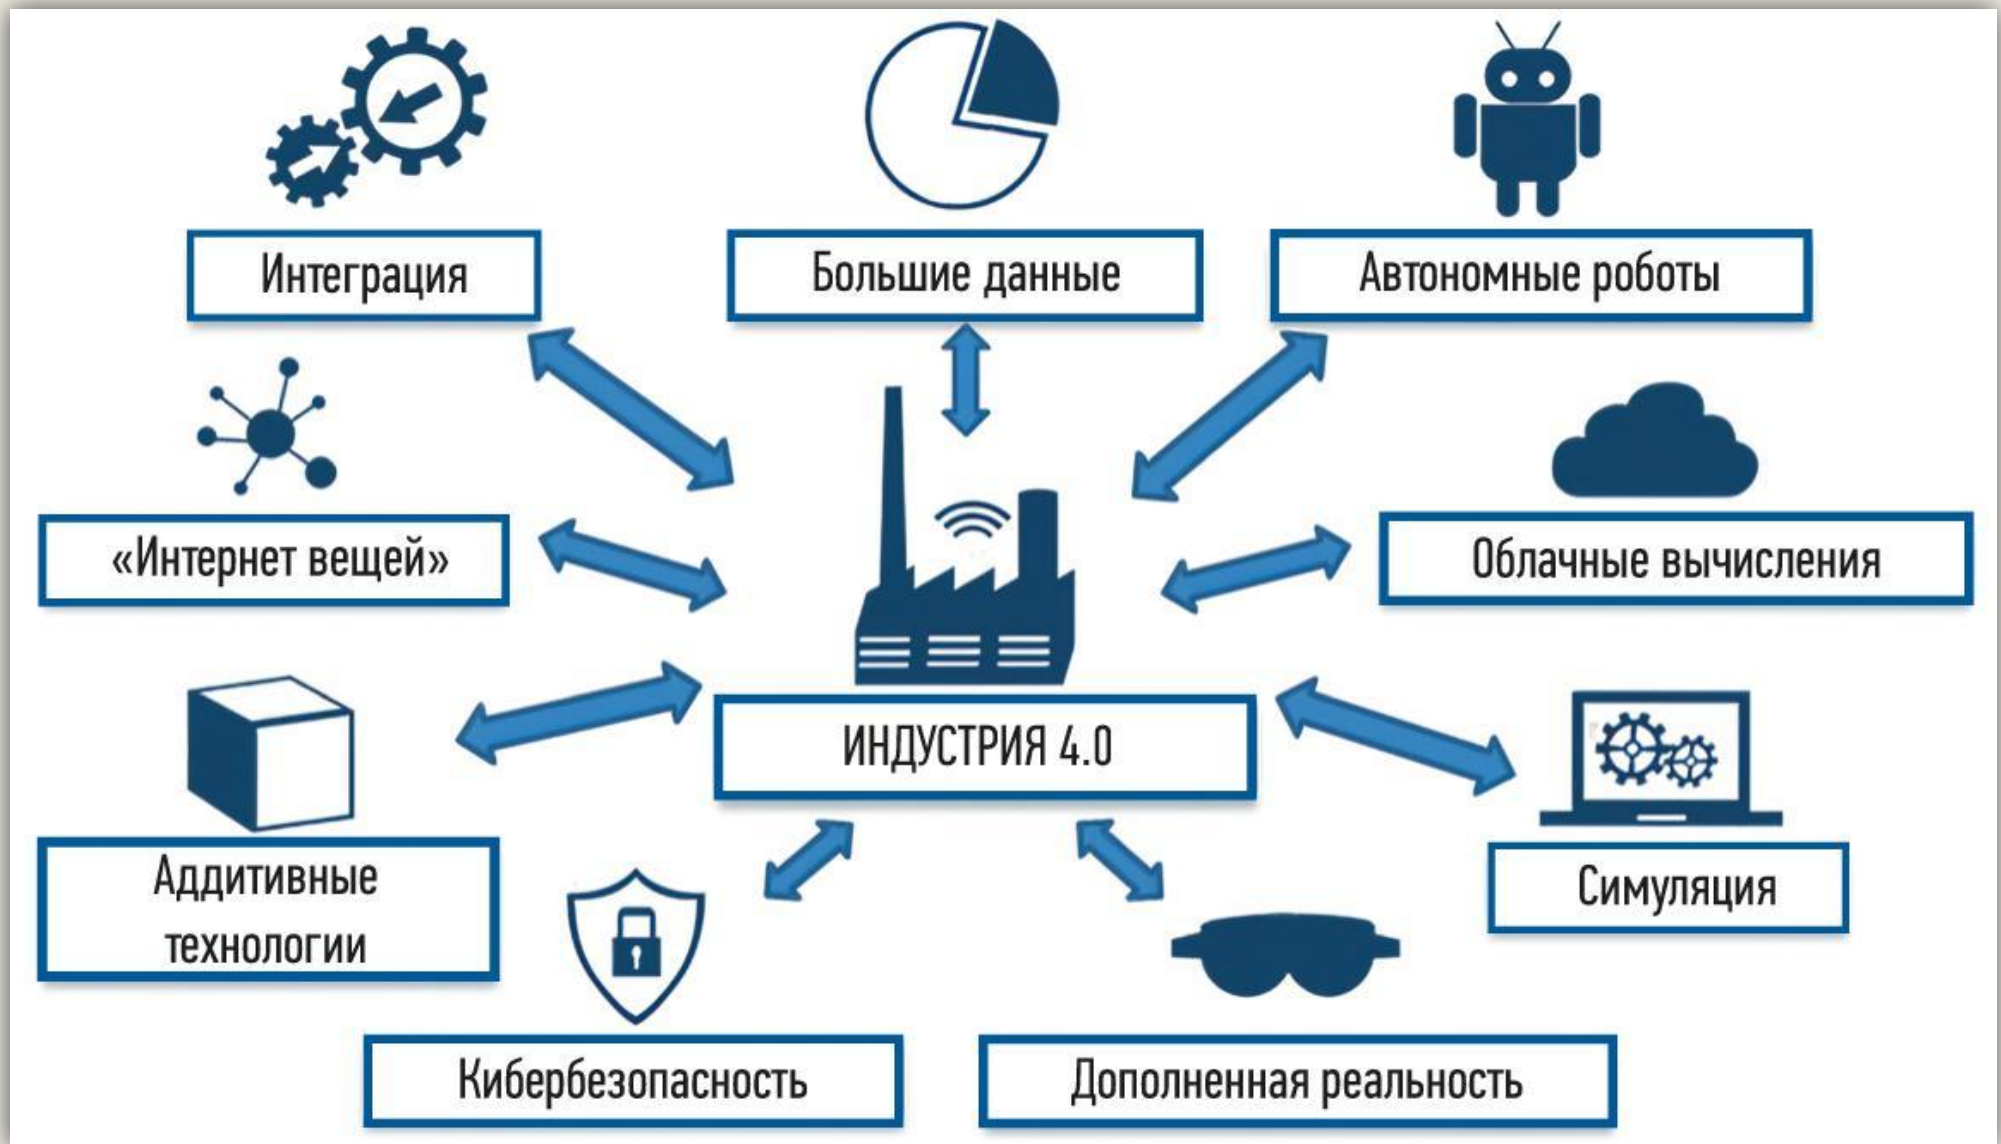 Интеграция
Большие данные
Автономные роботы
«Интернет вещей»
Облачные вычисления
ИНДУСТРИЯ 4.0
Аддитивные
технологии
Симуляция
Кибербезопасность
Дополненная реальность